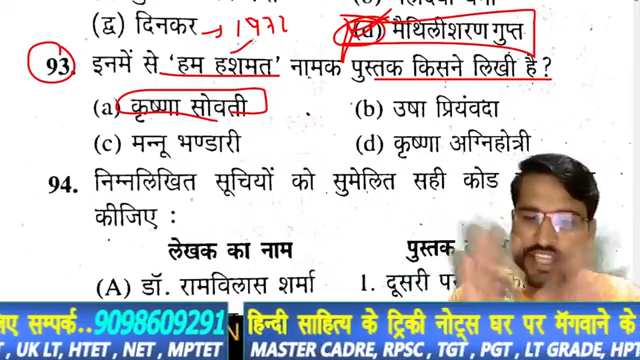 (द्व) दिनकर → 1972
(d) मैथिलीशरण गुप्त
93. इनमें से 'हम हशमत' नामक पुस्तक किसने लिखी है ?
(a) कृष्णा सोवती (b) उषा प्रियंवदा
(c) मन्नू भण्डारी (d) कृष्णा अग्निहोत्री
94. निम्नलिखित सूचियों को सुमेलित सही कोड
कीजिए :
लेखक का नाम पुस्तक
(A) डॉ. रामविलास शर्मा 1. दूसरी
सम्पर्क..9098609291 हिन्दी साहित्य के ट्रिकी नोट्स घर पर मँगवाने के
UK LT, HTET , NET , MPTET MASTER CADRE, RPSC, TGT , PGT , LT GRADE,